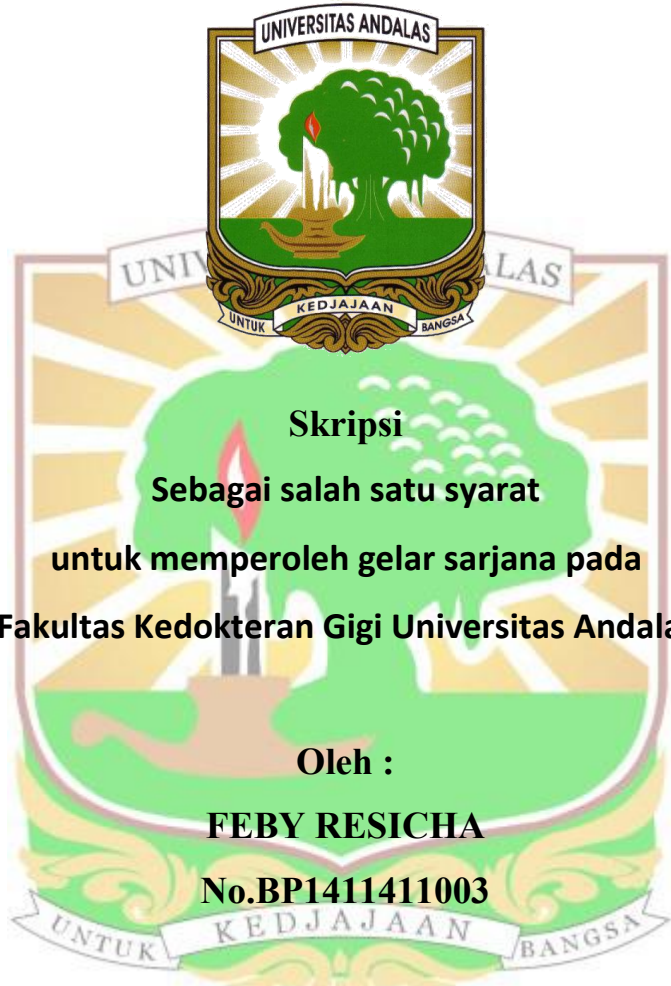 UNIVERSITAS ANDALAS
UNTUK KEDJAJAAN BANGSA
Skripsi
Sebagai salah satu syarat
untuk memperoleh gelar sarjana pada
Fakultas Kedokteran Gigi Universitas Andala
Oleh :
FEBY RESICHA
No.BP1411411003
UNTUK KEDJAJAAN BANGSA